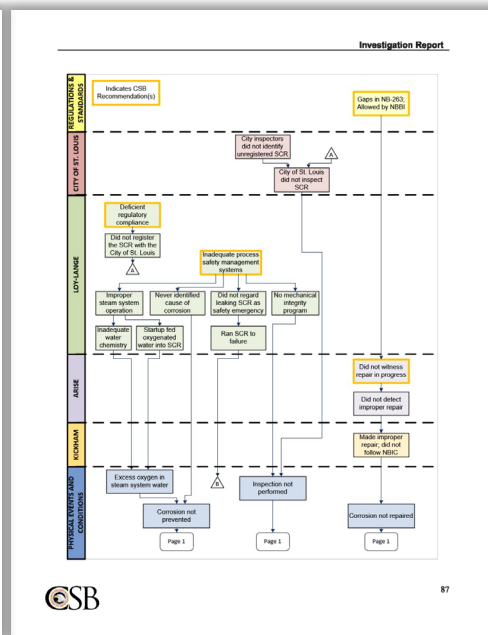 Investigation Report
REGULATIONS &
STANDARDS
Indicates CSB
Recommendation(s)
Gaps in NB-263;
Allowed by NBBI
CITY OF ST. LOUIS
City inspectors
did not identify
unregistered SCR
A
City of St. Louis
did not inspect
SCR
LOY-LANGE
Deficient
regulatory
compliance
Did not register
the SCR with the
City of St. Louis
A
Inadequate process
safety management
systems
Improper
steam system
operation
Never identified
cause of
corrosion
Did not regard
leaking SCR as
safety emergency
No mechanical
integrity
program
Inadequate
water
chemistry
Startup fed
oxygenated
water into SCR
Ran SCR to
failure
ARISE
Did not witness
repair in progress
Did not detect
improper repair
KICKHAM
Made improper
repair; did not
follow NBIC
PHYSICAL EVENTS AND
CONDITIONS
Excess oxygen in
steam system water
B
Inspection not
performed
Corrosion not
prevented
Corrosion not repaired
Page 1
Page 1
Page 1
CSB
87